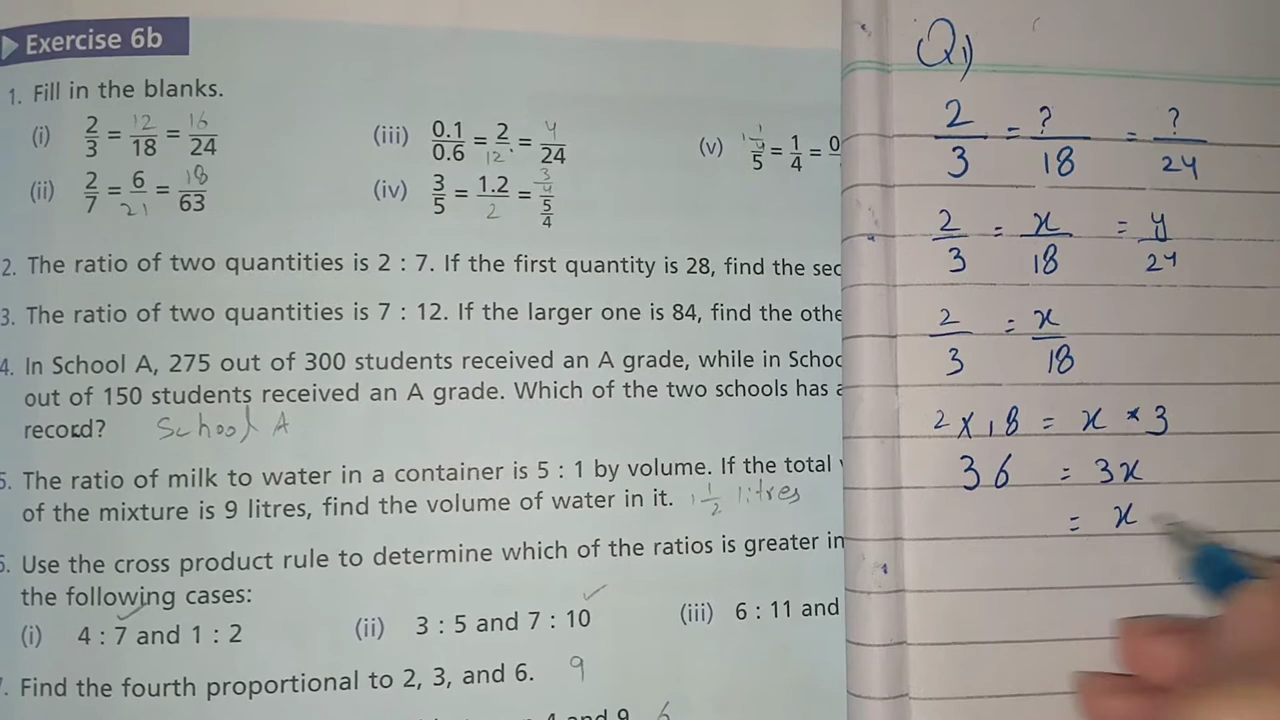 Exercise 6b
1. Fill in the blanks.
(i) 2/3 = 12/18 = 16/24
(iii) 0.1/0.6 = 2/12 = 4/24
(v) = 1/4 = 0
(ii) 2/7 = 6/21 = 18/63
(iv) 3/5 = 1.2/2 = 3/4 / 5/4
2. The ratio of two quantities is 2 : 7. If the first quantity is 28, find the sec
3. The ratio of two quantities is 7 : 12. If the larger one is 84, find the othe
4. In School A, 275 out of 300 students received an A grade, while in Schoo
out of 150 students received an A grade. Which of the two schools has a
record? School A
5. The ratio of milk to water in a container is 5 : 1 by volume. If the total
of the mixture is 9 litres, find the volume of water in it. 1 1/2 litres
6. Use the cross product rule to determine which of the ratios is greater in
the following cases:
(i) 4 : 7 and 1 : 2
(ii) 3 : 5 and 7 : 10
(iii) 6 : 11 and
7. Find the fourth proportional to 2, 3, and 6. 9
4 and 9 6
Q1)
2/3 = ?/18 = ?/24
2/3 = x/18 = y/24
2/3 = x/18
2 x 18 = x * 3
36 = 3x
= x